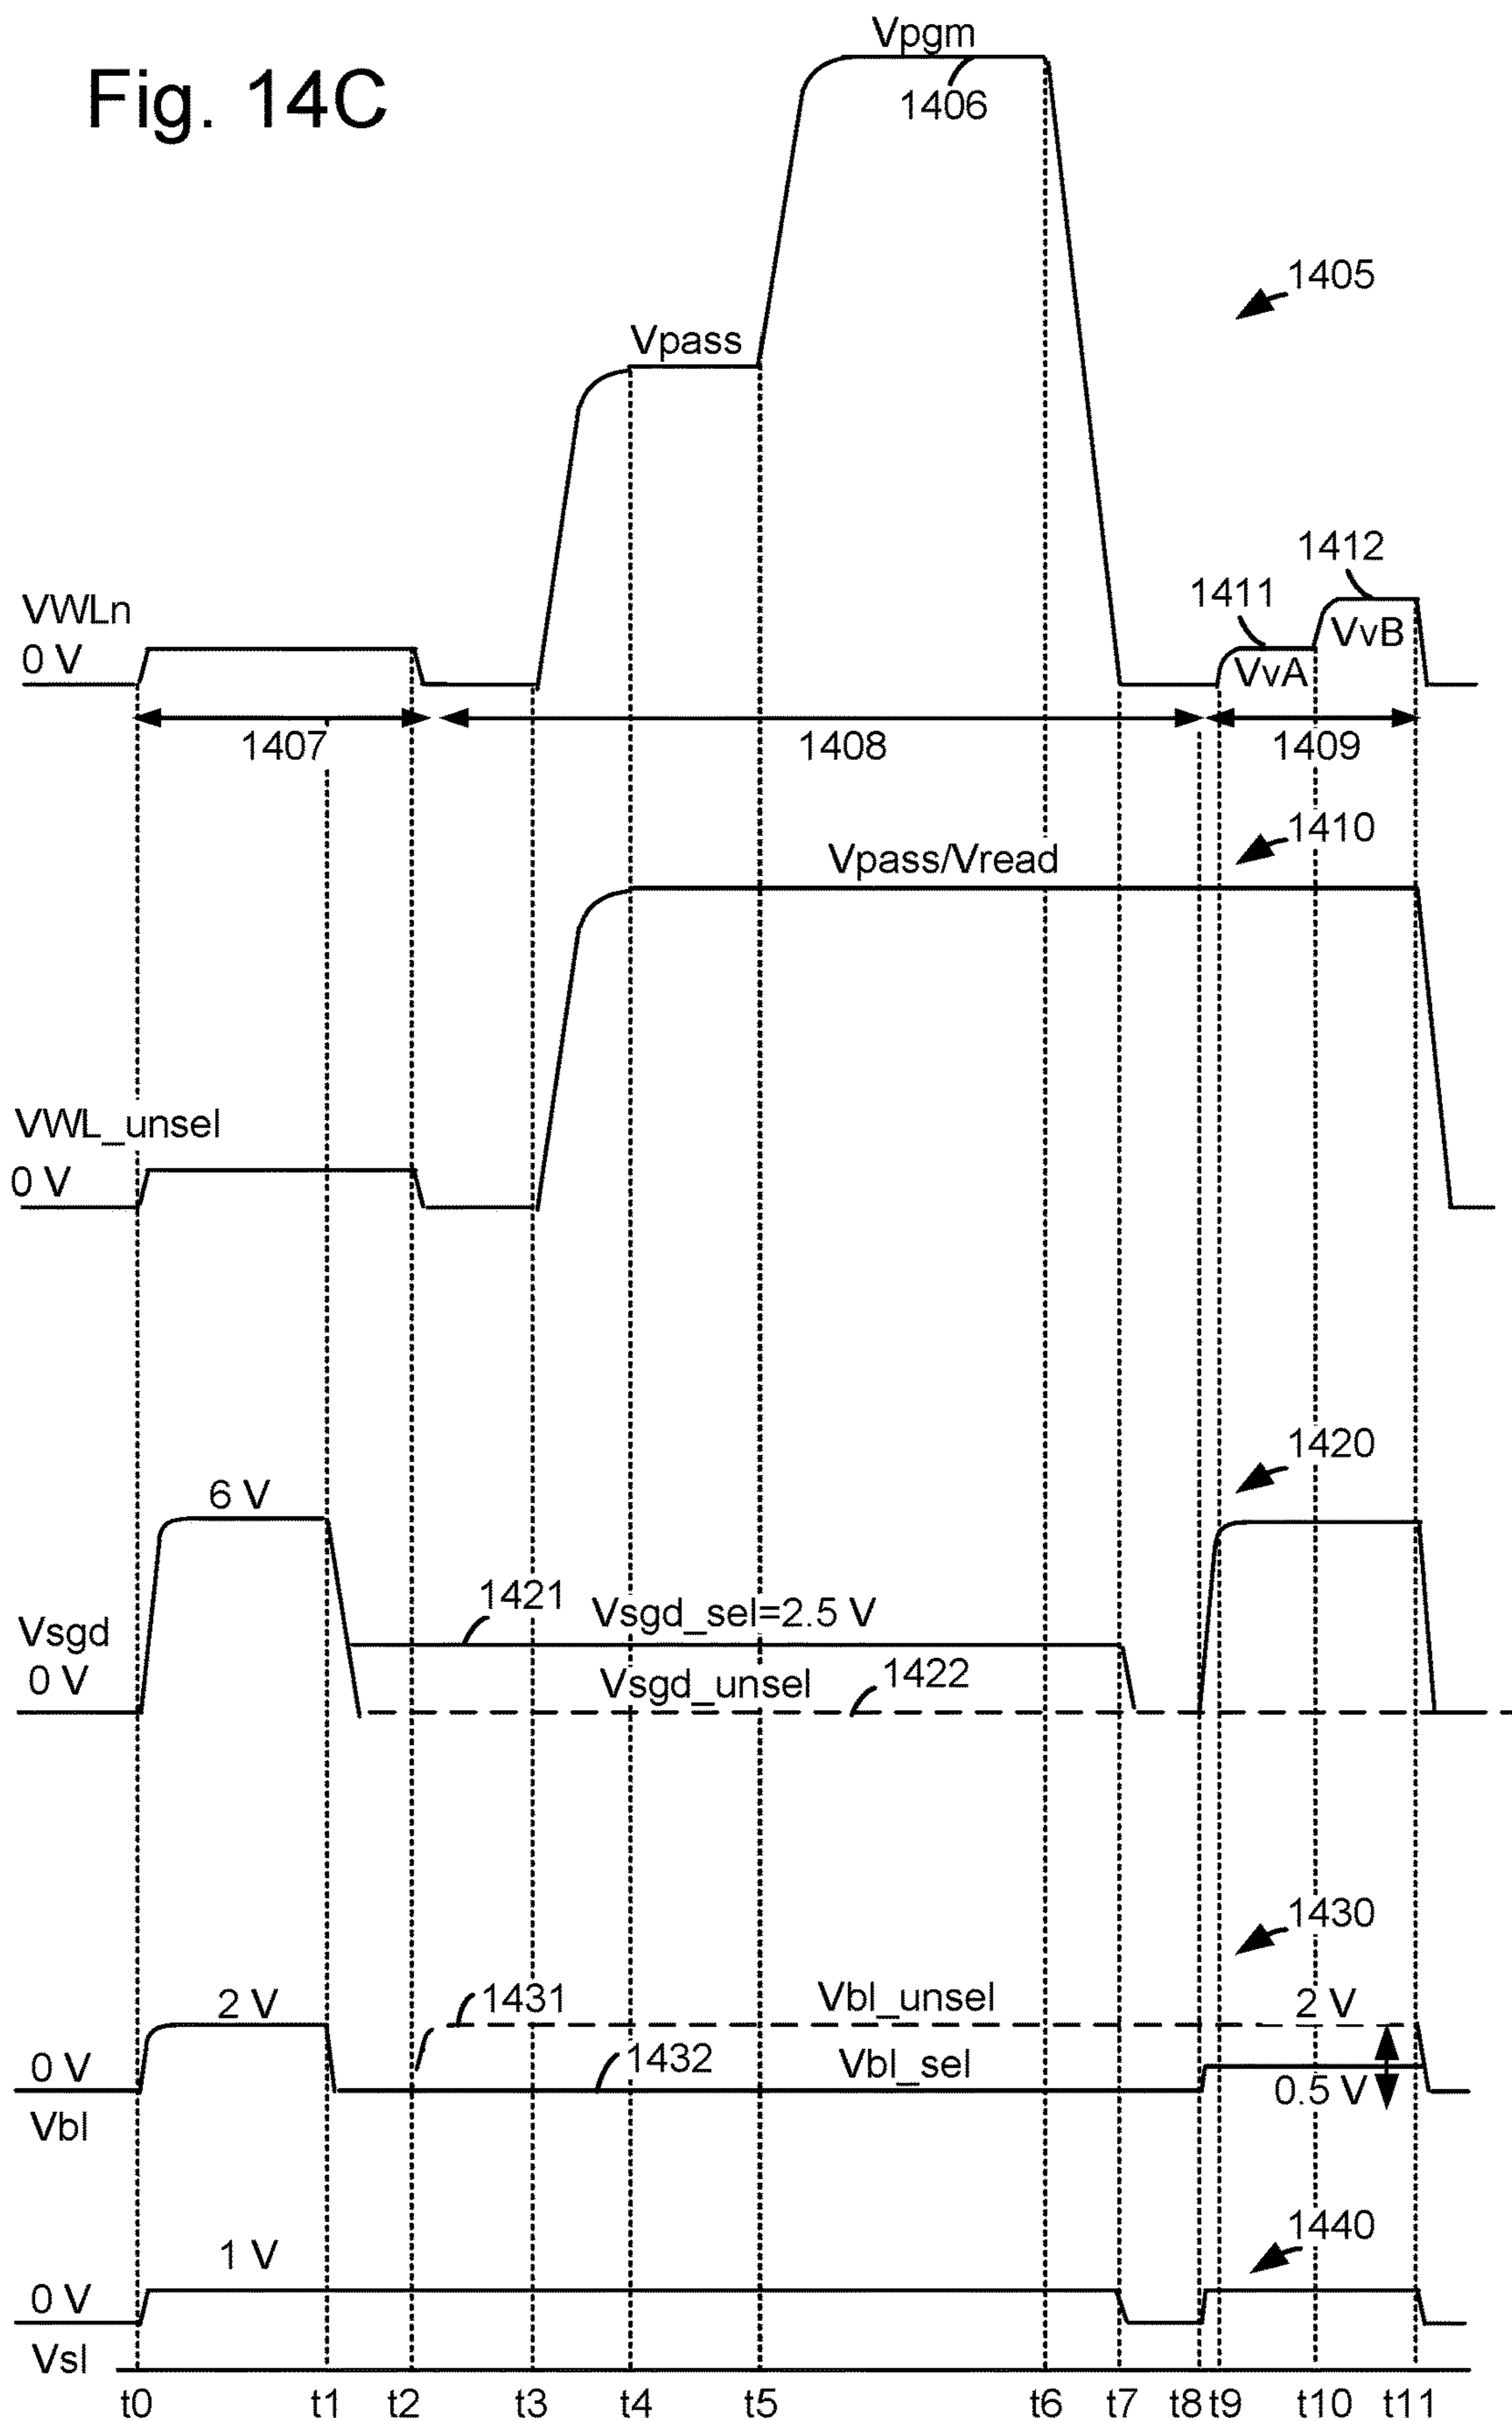 Fig. 14C
Vpgm
1406
1405
Vpass
1412
1411
VWLn
0 V
VvB
VvA
1407
1408
1409
1410
Vpass/Vread
VWL_unsel
0 V
1420
6 V
1421
Vsgd_sel=2.5 V
Vsgd
0 V
Vsgd_unsel
1422
1430
2 V
1431
Vbl_unsel
2 V
0 V
1432
Vbl_sel
0.5 V
Vbl
1440
1 V
0 V
Vsl
t0 t1 t2 t3 t4 t5 t6 t7 t8 t9 t10 t11